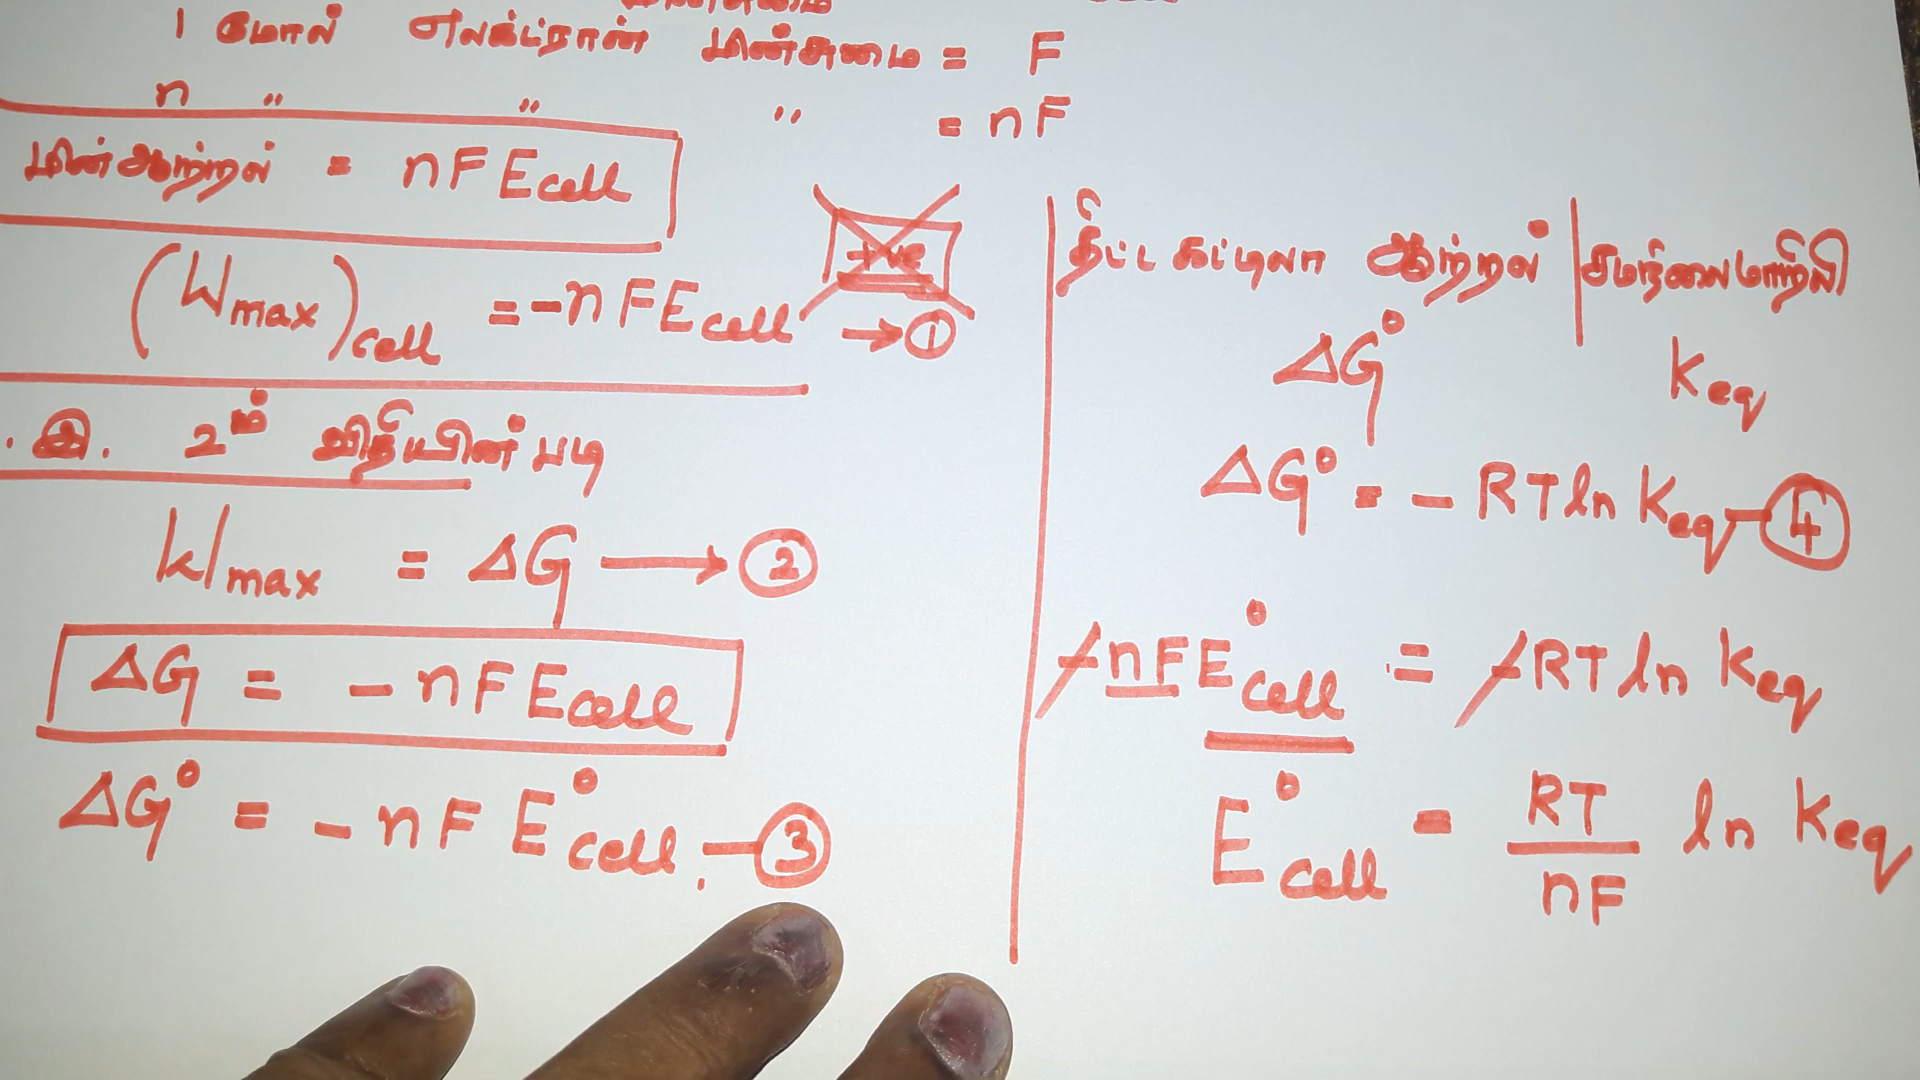 1 மோல் எலக்ட்ரான் மின்சுமை = F
n " " " = nF
மின்ஆற்றல் = nFEcell
(Wmax)cell = -nFEcell → ①
+ve
. இ. 2ம் விதியின்படி
Wmax = ΔG → ②
ΔG = - nFEcell
ΔG° = - nFE°cell. - ③
திட்ட கட்டிலா ஆற்றல் | சமநிலை மாறிலி
ΔG° Keq
ΔG° = - RT ln Keq - ④
-nFE°cell = -RT ln Keq
E°cell = RT/nF ln Keq